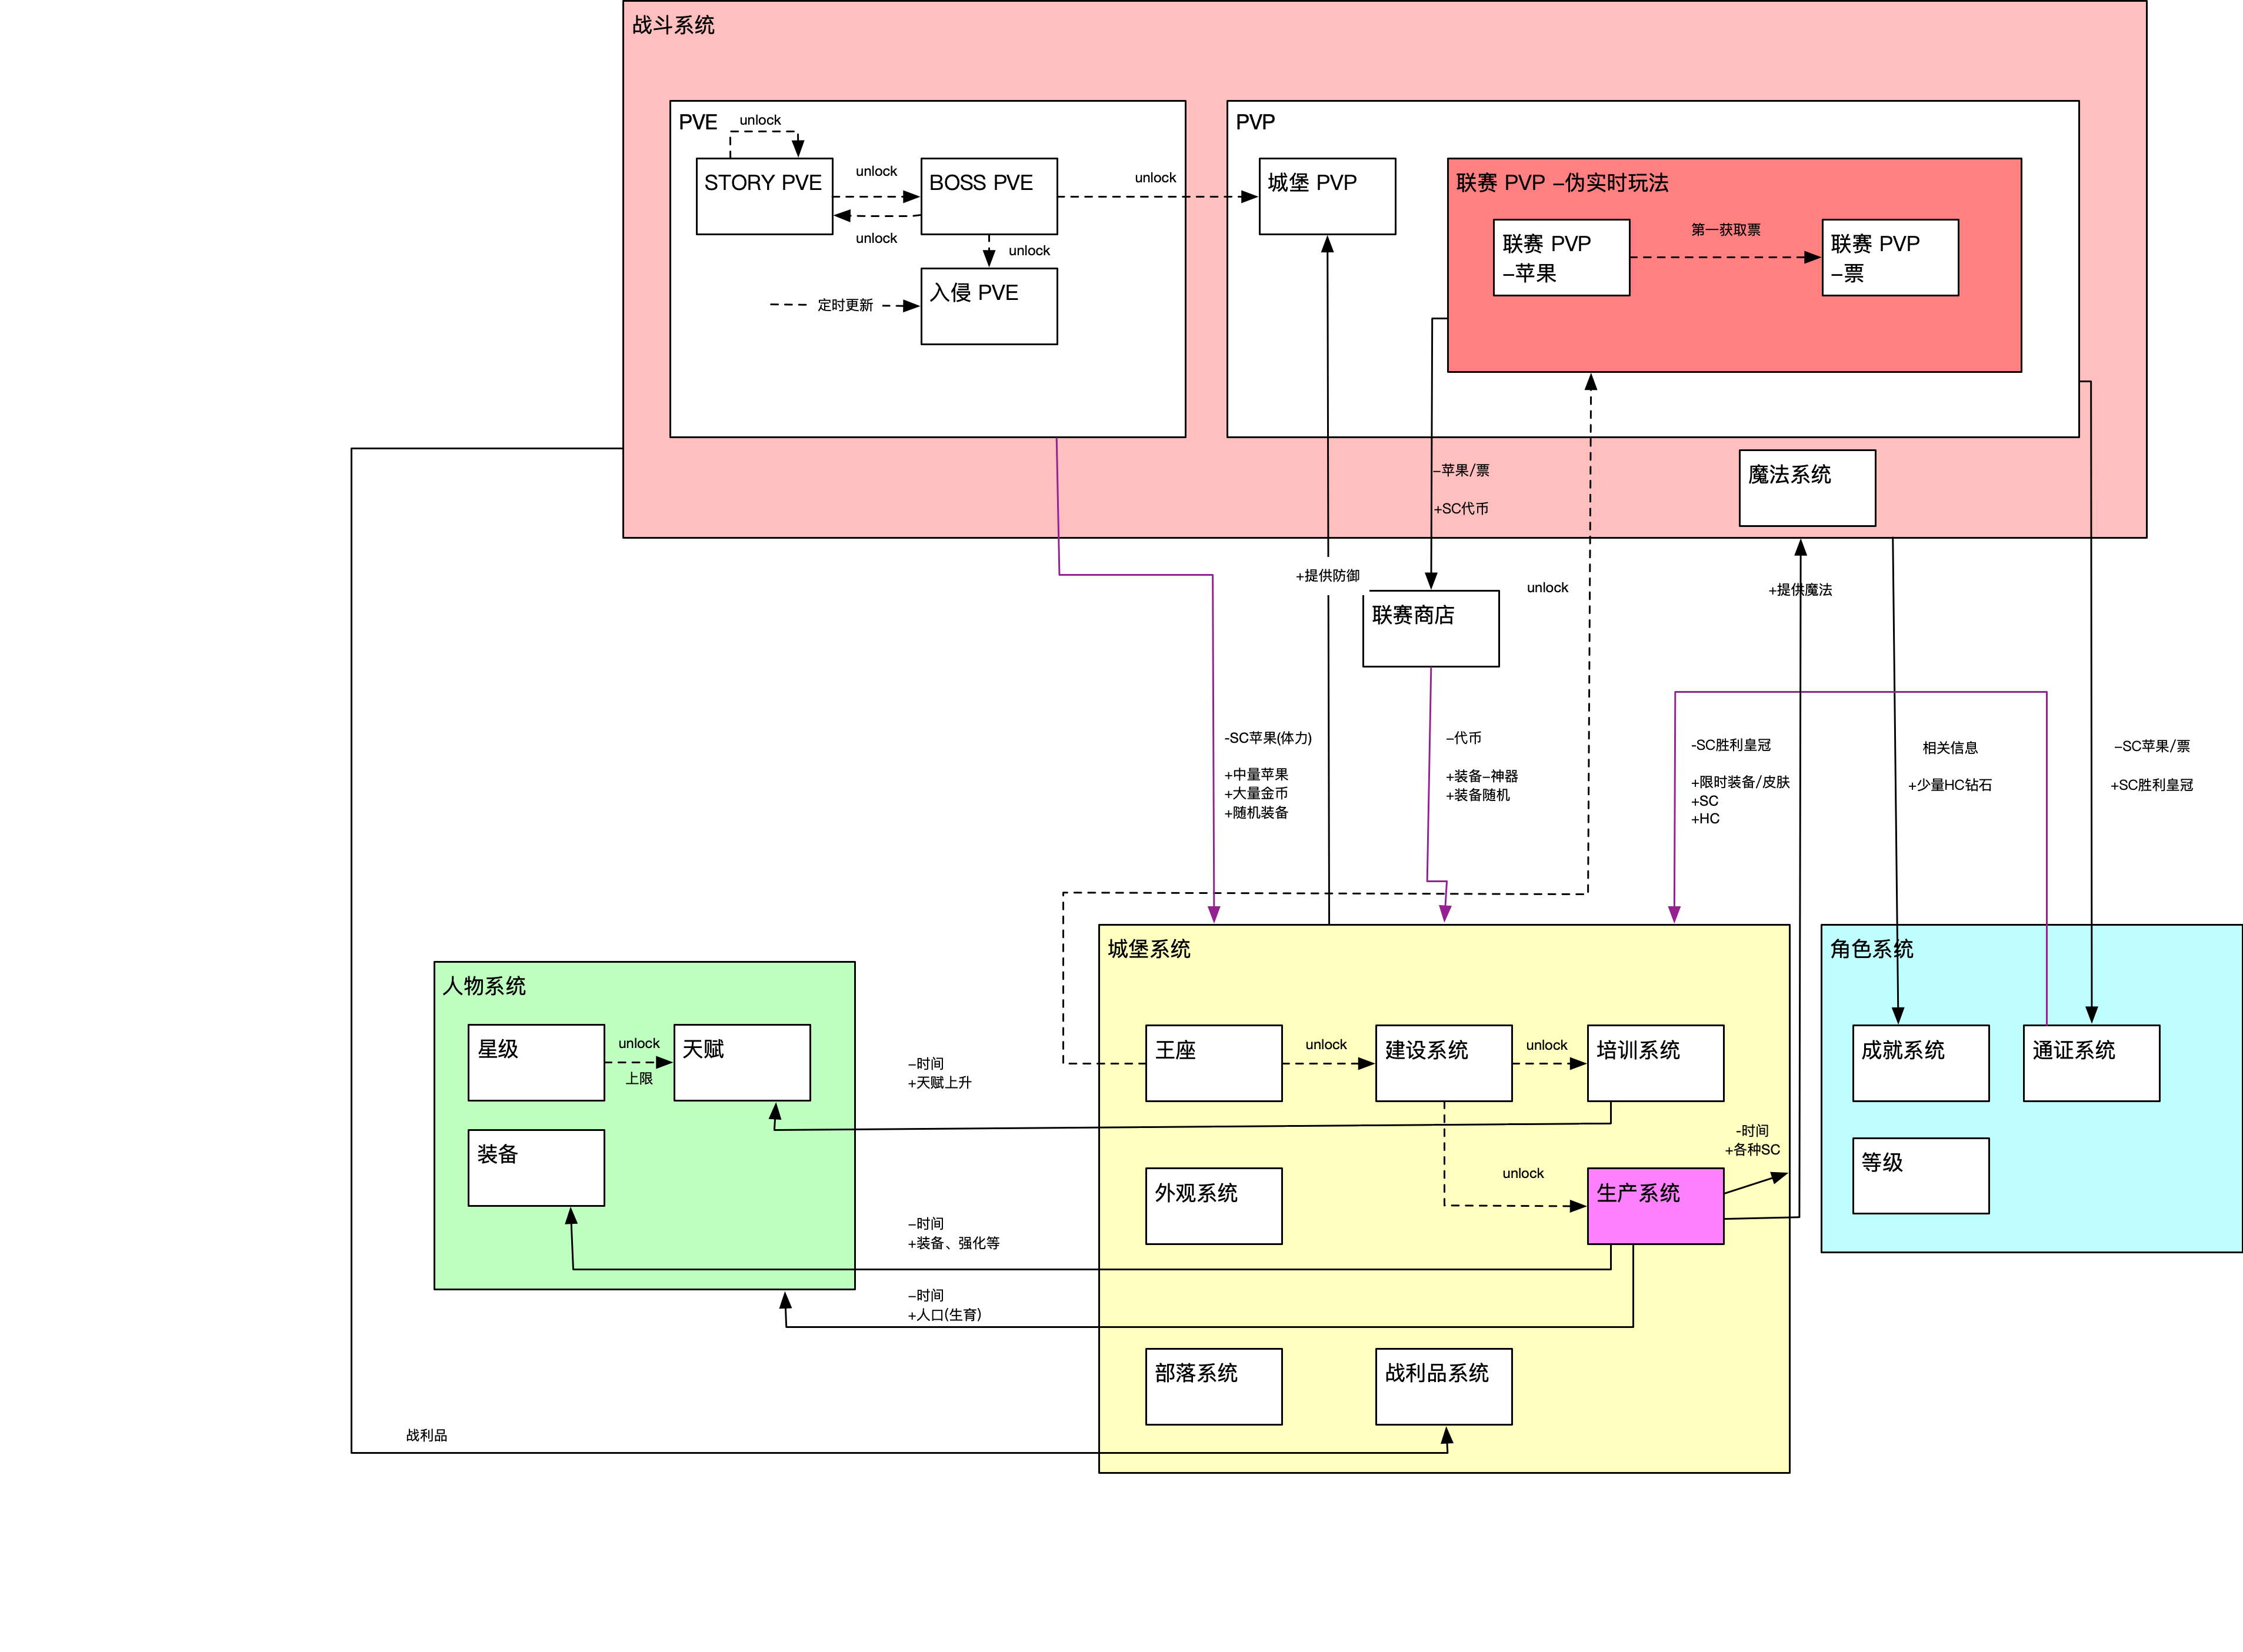 战斗系统
PVE
unlock
STORY PVE
unlock
unlock
BOSS PVE
unlock
unlock
入侵 PVE
定时更新
PVP
城堡 PVP
联赛 PVP –伪实时玩法
联赛 PVP
–苹果
第一获取票
联赛 PVP
–票
–苹果/票
+SC代币
魔法系统
+提供防御
联赛商店
unlock
+提供魔法
-SC苹果(体力)
+中量苹果
+大量金币
+随机装备
–代币
+装备–神器
+装备随机
-SC胜利皇冠
+限时装备/皮肤
+SC
+HC
相关信息
+少量HC钻石
–SC苹果/票
+SC胜利皇冠
人物系统
星级
unlock
上限
天赋
装备
–时间
+天赋上升
–时间
+装备、强化等
–时间
+人口(生育)
城堡系统
王座
unlock
建设系统
unlock
培训系统
外观系统
unlock
生产系统
-时间
+各种SC
部落系统
战利品系统
角色系统
成就系统
通证系统
等级
战利品